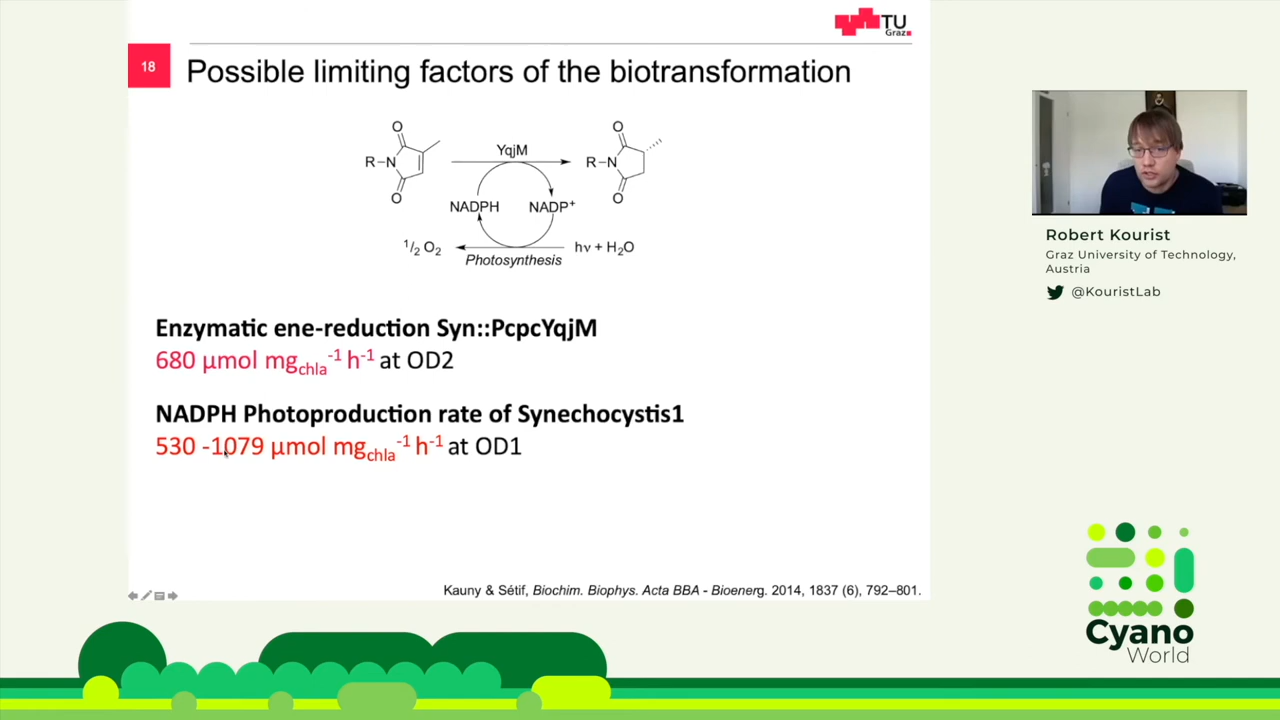 TU
Graz
18
Possible limiting factors of the biotransformation
O
R–N
O
YqjM
NADPH
NADP+
O
R–N
O
1/2 O2
hν + H2O
Photosynthesis
Enzymatic ene-reduction Syn::PcpcYqjM
680 µmol mgchla-1 h-1 at OD2
NADPH Photoproduction rate of Synechocystis1
530 -1079 µmol mgchla-1 h-1 at OD1
Kauny & Sétif, Biochim. Biophys. Acta BBA - Bioenerg. 2014, 1837 (6), 792–801.
Robert Kourist
Graz University of Technology,
Austria
@KouristLab
Cyano
World